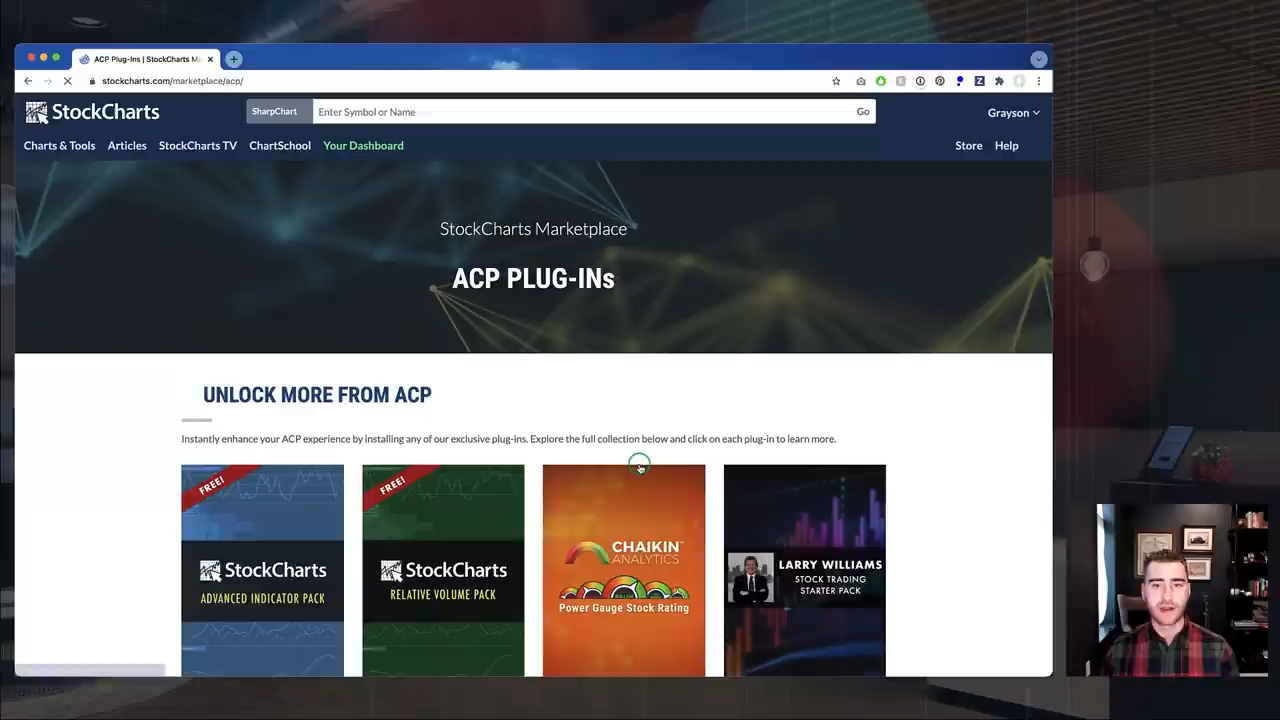 ACP Plug-Ins | StockCharts Ma
stockcharts.com/marketplace/acp/
StockCharts
SharpChart
Enter Symbol or Name
Go
Grayson
Charts & Tools
Articles
StockCharts TV
ChartSchool
Your Dashboard
Store
Help
StockCharts Marketplace
ACP PLUG-INs
UNLOCK MORE FROM ACP
Instantly enhance your ACP experience by installing any of our exclusive plug-ins. Explore the full collection below and click on each plug-in to learn more.
FREE!
StockCharts
ADVANCED INDICATOR PACK
FREE!
StockCharts
RELATIVE VOLUME PACK
CHAIKIN
ANALYTICS
Power Gauge Stock Rating
LARRY WILLIAMS
STOCK TRADING
STARTER PACK